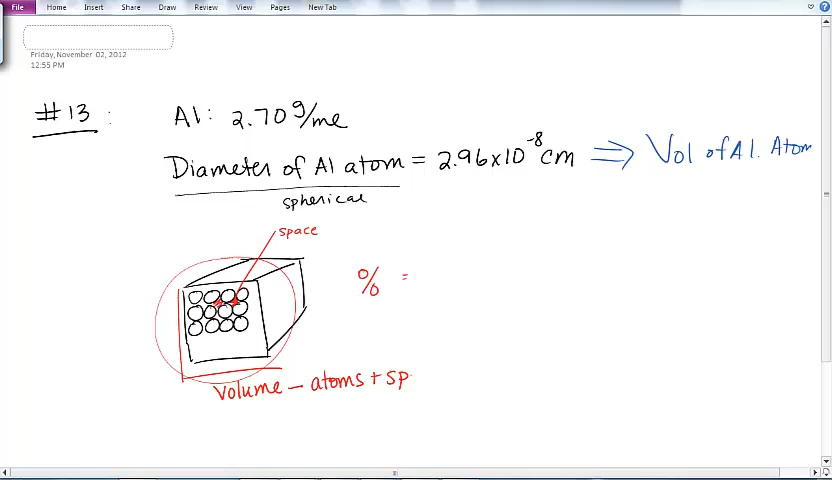 File Home Insert Share Draw Review View Pages New Tab
Friday, November 02, 2012
12:55 PM
#13 : Al: 2.70 g/mL
Diameter of Al atom = 2.96x10-8 cm ⇒ Vol of Al. Atom
spherical
space
% =
Volume – atoms + sp